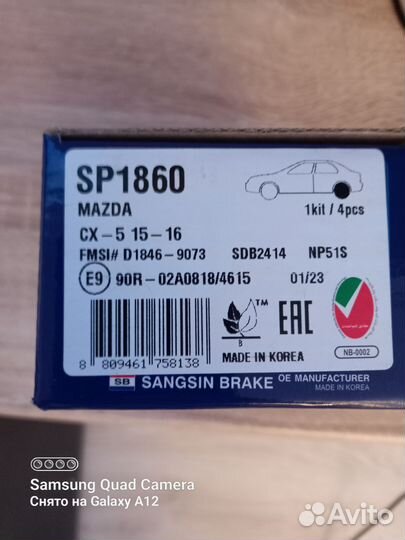 SP1860
MAZDA
1kit / 4pcs
CX-5 15-16
FMSI# D1846-9073 SDB2414 NP51S
E9 90R-02A0818/4615 01/23
TM
B
EAC
MADE IN KOREA
NB-0002
8 809461 758138
SB SANGSIN BRAKE OE MANUFACTURER
MADE IN KOREA
Samsung Quad Camera
Снято на Galaxy A12
Avito